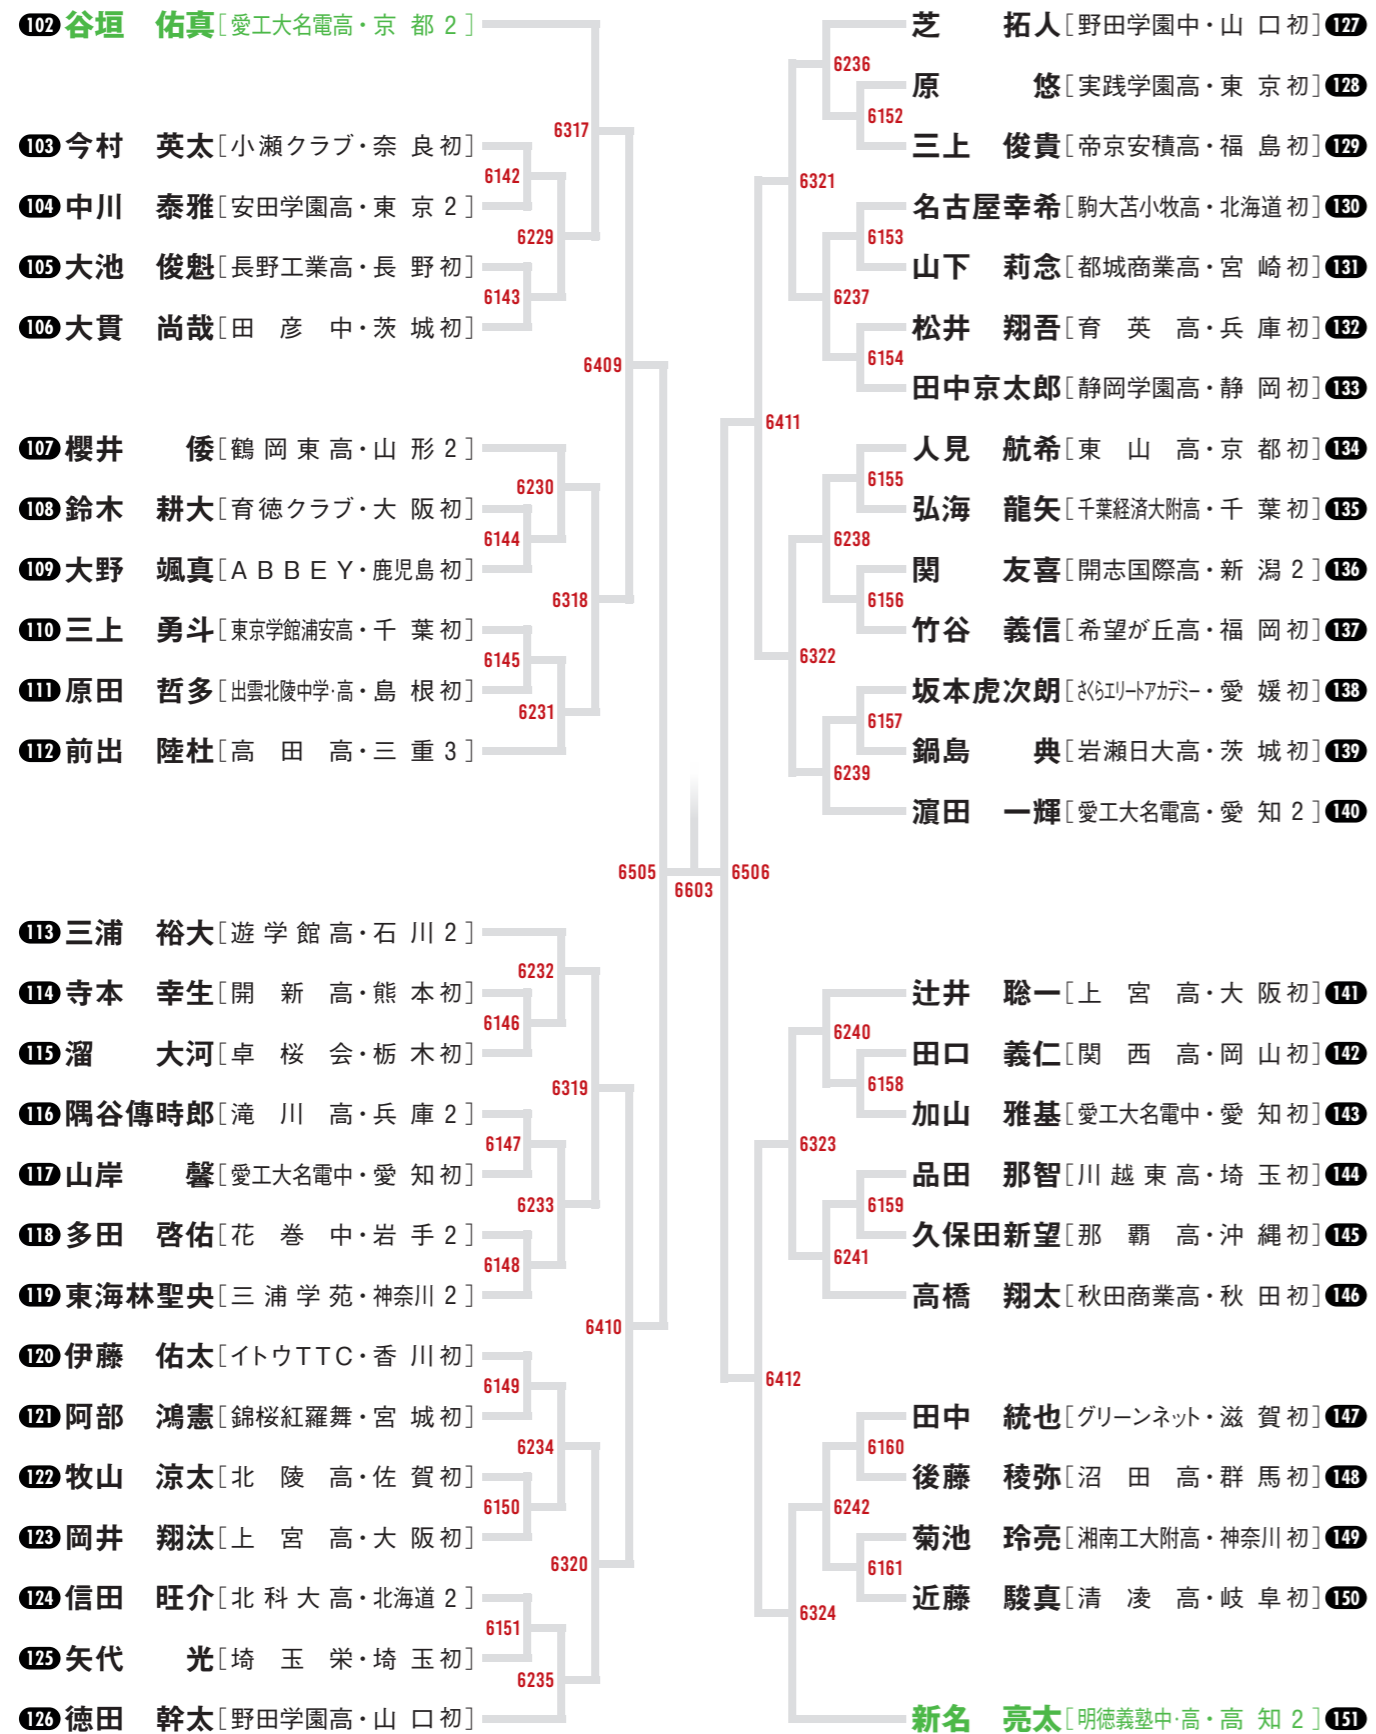 102 谷垣 佑真[愛工大名電高・京都2]
6317
103 今村 英太[小瀬クラブ・奈良初]
6142
104 中川 泰雅[安田学園高・東京2]
6229
105 大池 俊魁[長野工業高・長野初]
6143
106 大貫 尚哉[田彦中・茨城初]
6409
107 櫻井 倭[鶴岡東高・山形2]
6230
108 鈴木 耕大[育徳クラブ・大阪初]
6144
109 大野 颯真[ABBEY・鹿児島初]
6318
110 三上 勇斗[東京学館浦安高・千葉初]
6145
111 原田 哲多[出雲北陵中学・高・島根初]
6231
112 前出 陸杜[高田高・三重3]
6505
113 三浦 裕大[遊学館高・石川2]
6232
114 寺本 幸生[開新高・熊本初]
6146
115 溜 大河[卓桜会・栃木初]
6319
116 隅谷傳時郎[滝川高・兵庫2]
6147
117 山岸 馨[愛工大名電中・愛知初]
6233
118 多田 啓佑[花巻中・岩手2]
6148
119 東海林聖央[三浦学苑・神奈川2]
6410
120 伊藤 佑太[イトウTTC・香川初]
6149
121 阿部 鴻憲[錦桜紅羅舞・宮城初]
6234
122 牧山 涼太[北陵高・佐賀初]
6150
123 岡井 翔汰[上宮高・大阪初]
6320
124 信田 旺介[北科大高・北海道2]
6151
125 矢代 光[埼玉栄・埼玉初]
6235
126 徳田 幹太[野田学園高・山口初]
6603
芝 拓人[野田学園中・山口初] 127
6236
原 悠[実践学園高・東京初] 128
6152
三上 俊貴[帝京安積高・福島初] 129
6321
名古屋幸希[駒大苫小牧高・北海道初] 130
6153
山下 莉念[都城商業高・宮崎初] 131
6237
松井 翔吾[育英高・兵庫初] 132
6154
田中京太郎[静岡学園高・静岡初] 133
6411
人見 航希[東山高・京都初] 134
6155
弘海 龍矢[千葉経済大附高・千葉初] 135
6238
関 友喜[開志国際高・新潟2] 136
6156
竹谷 義信[希望が丘高・福岡初] 137
6322
坂本虎次朗[さくらエリートアカデミー・愛媛初] 138
6157
鍋島 典[岩瀬日大高・茨城初] 139
6239
濵田 一輝[愛工大名電高・愛知2] 140
6506
辻井 聡一[上宮高・大阪初] 141
6240
田口 義仁[関西高・岡山初] 142
6158
加山 雅基[愛工大名電中・愛知初] 143
6323
品田 那智[川越東高・埼玉初] 144
6159
久保田新望[那覇高・沖縄初] 145
6241
高橋 翔太[秋田商業高・秋田初] 146
6412
田中 統也[グリーンネット・滋賀初] 147
6160
後藤 稜弥[沼田高・群馬初] 148
6242
菊池 玲亮[湘南工大附高・神奈川初] 149
6161
近藤 駿真[清凌高・岐阜初] 150
6324
新名 亮太[明徳義塾中・高・高知2] 151